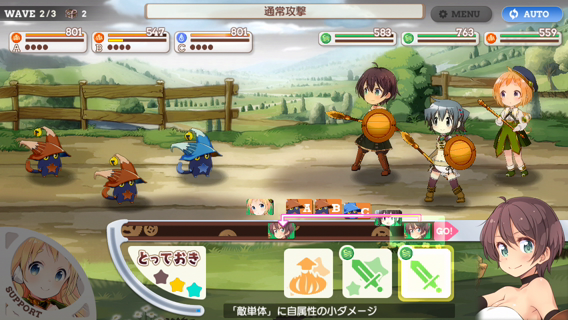 WAVE 2/3 2
通常攻撃
MENU
AUTO
801
547
801
583
763
559
A
B
C
A
B
C
GO!
とっておき
SUPPORT
「敵単体」に自属性の小ダメージ